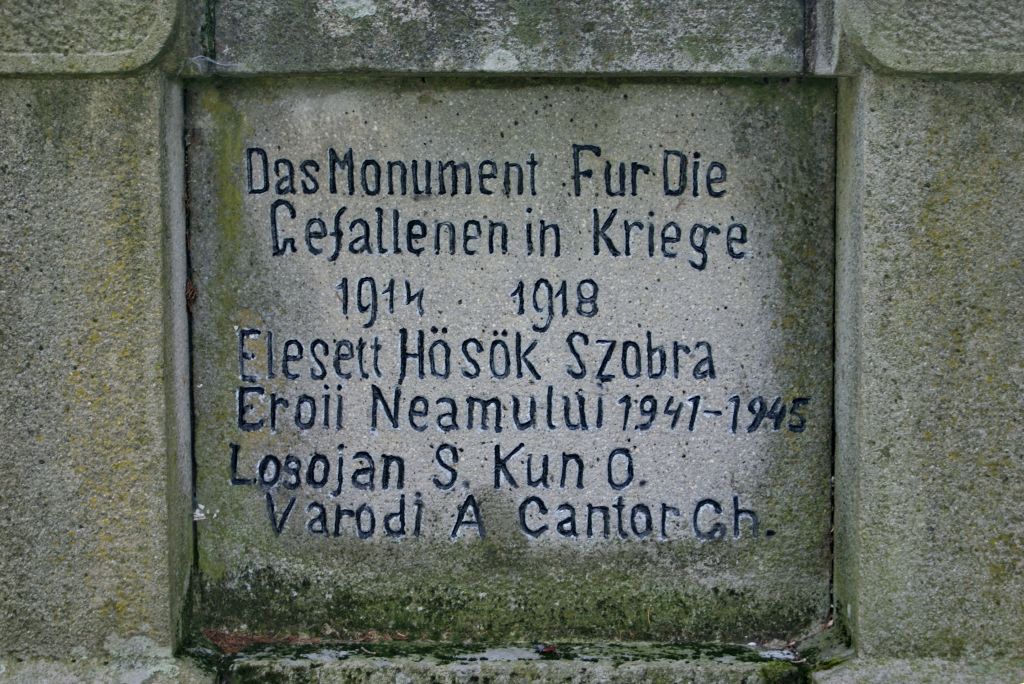 Das Monument Fur Die
Gefallenen in Kriege
1914 1918
Elesett Hösök Szobra
Eroii Neamului 1941-1945
Losojan S. Kun O.
Varodi A Cantor Gh.